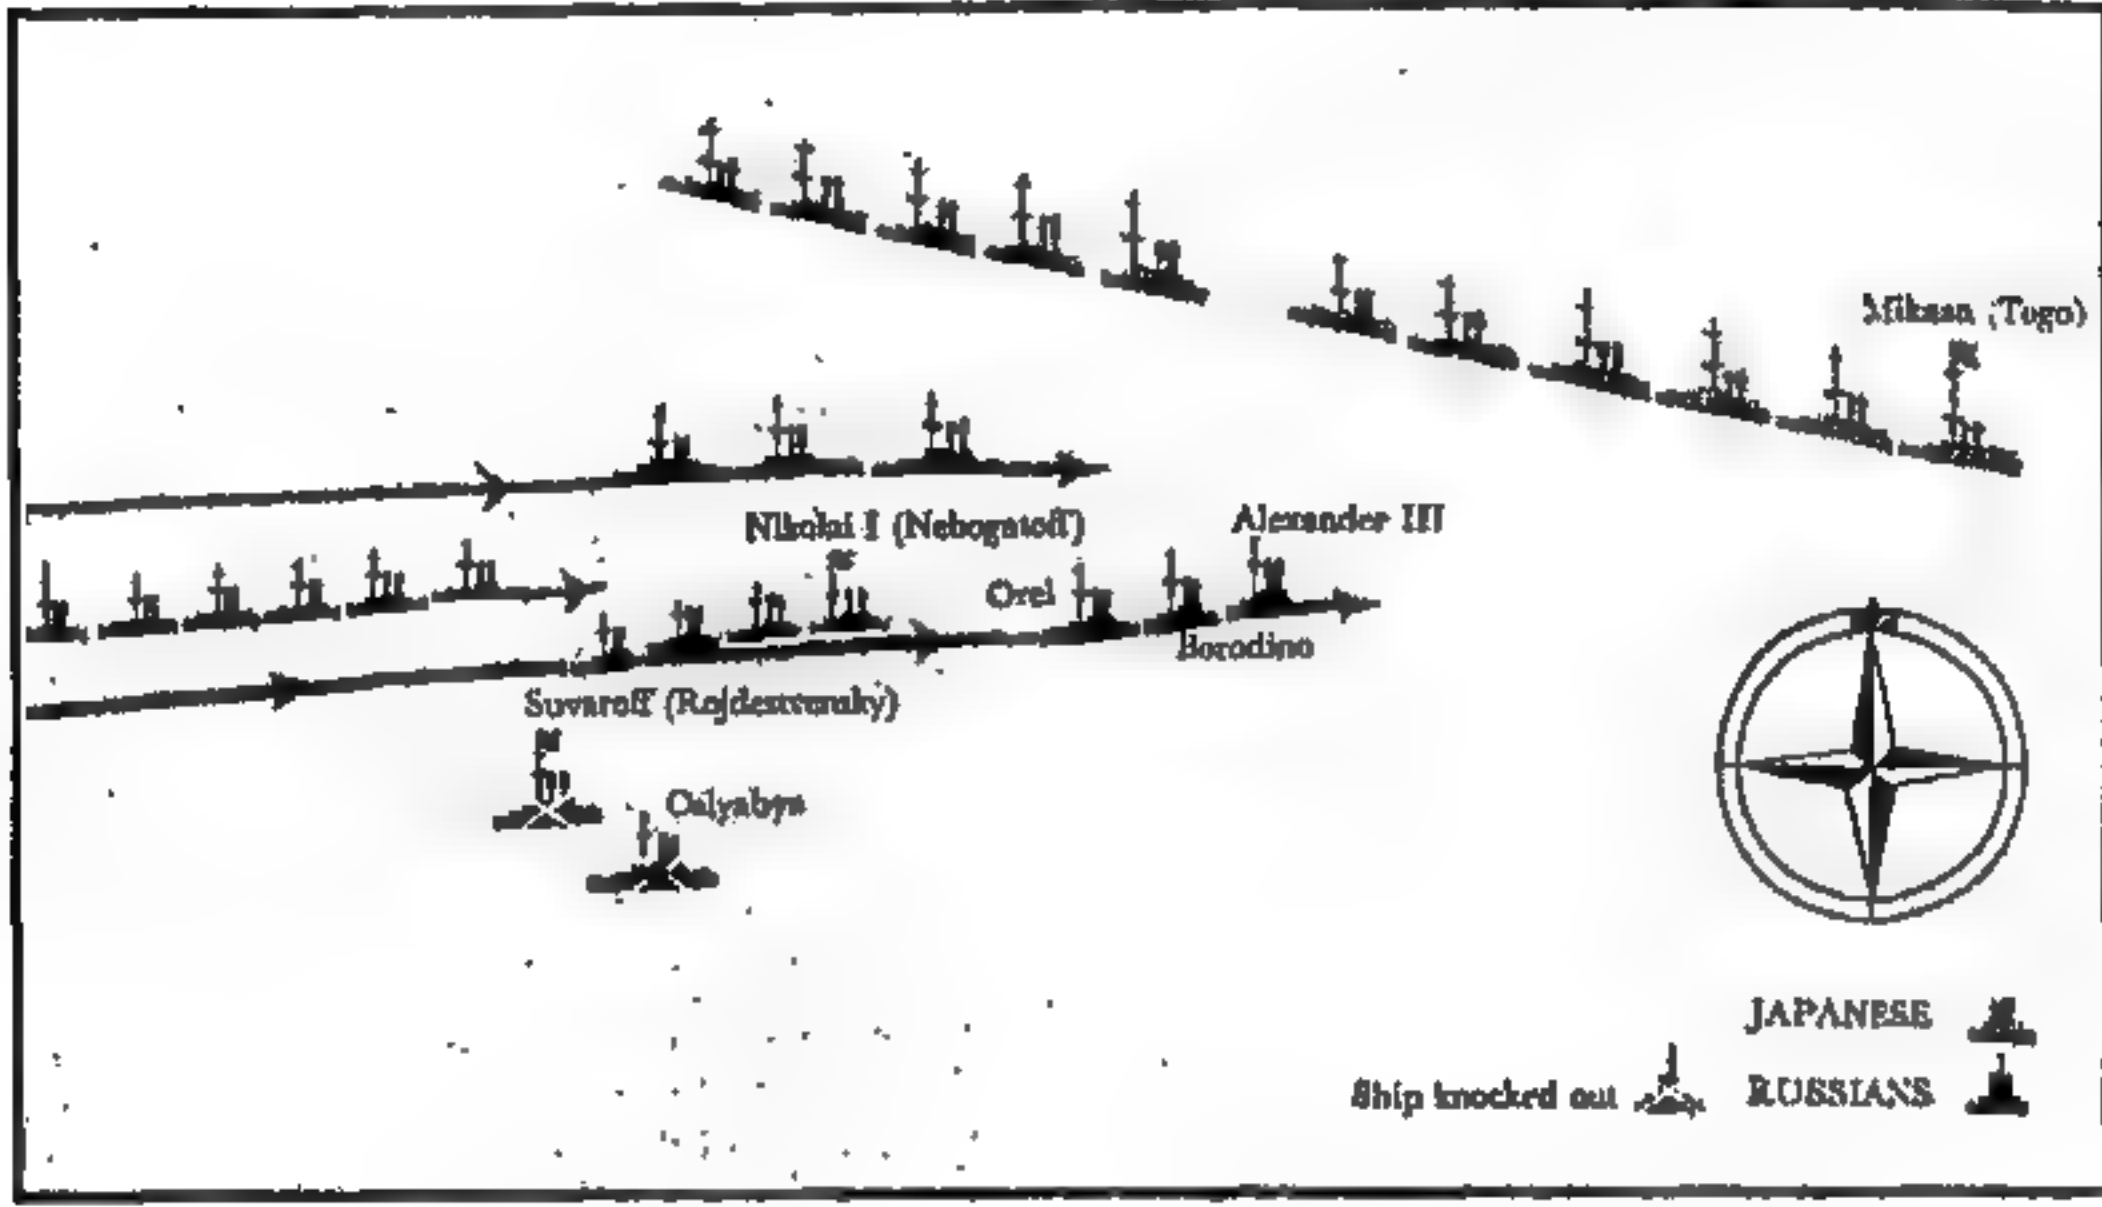 Mikasa (Togo)
Nikolai I (Nebogatoff)
Alexander III
Orel
Borodino
Suvaroff (Rojdestvensky)
Oslyabya
JAPANESE
Ship knocked out
RUSSIANS